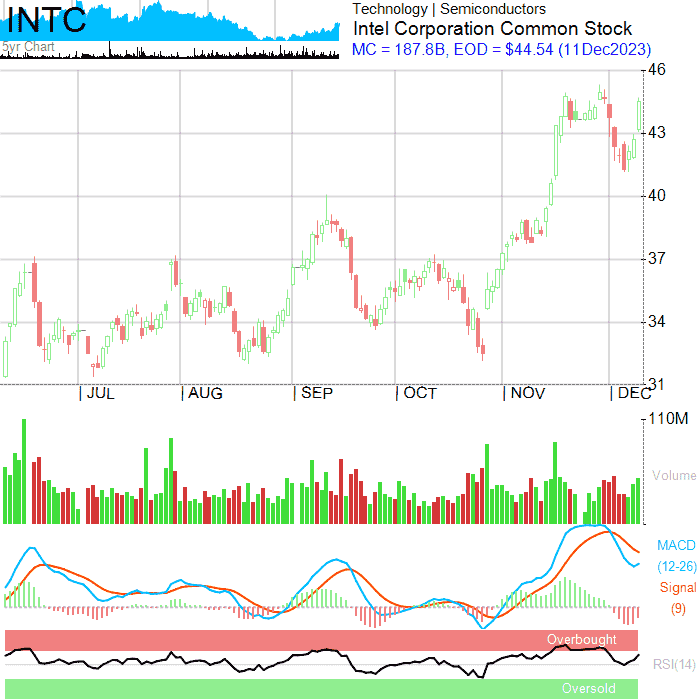 INTC
5yr Chart
Technology | Semiconductors
Intel Corporation Common Stock
MC = 187.8B, EOD = $44.54 (11Dec2023)
46
43
40
37
34
31
JUL AUG SEP OCT NOV DEC
110M
Volume
MACD
(12-26)
Signal
(9)
Overbought
RSI(14)
Oversold